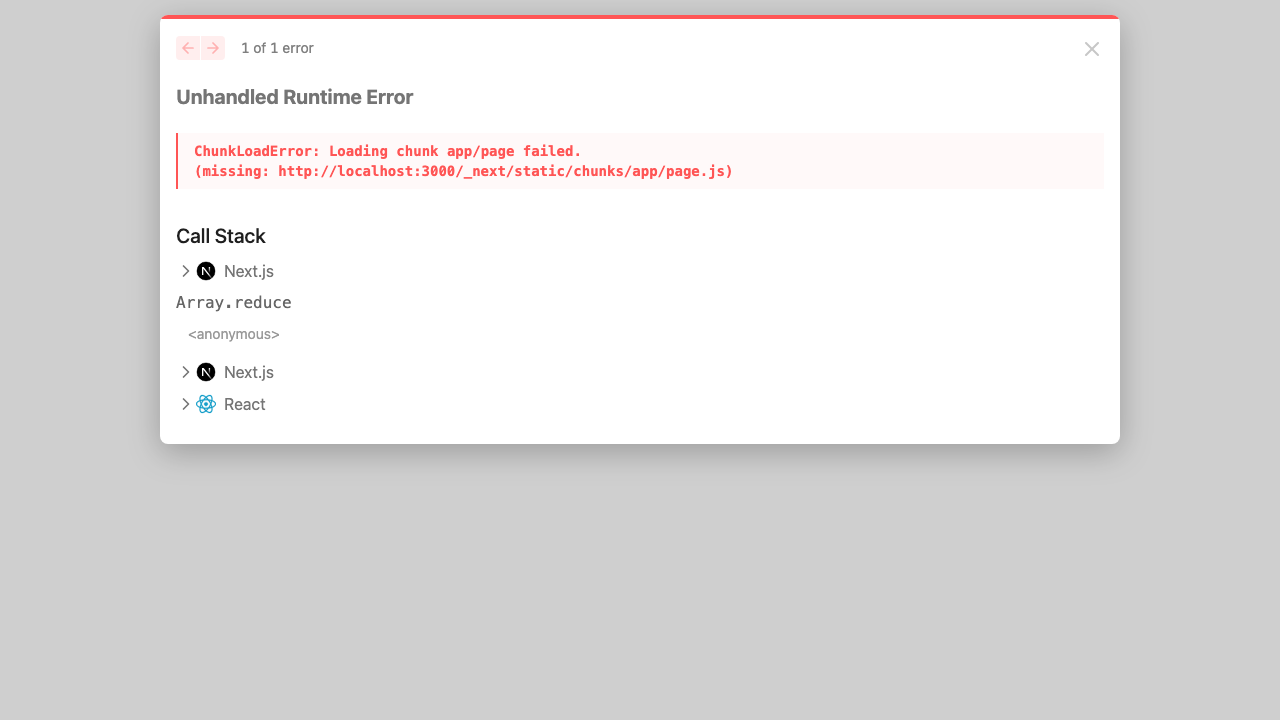 1 of 1 error
Unhandled Runtime Error
ChunkLoadError: Loading chunk app/page failed.
(missing: http://localhost:3000/_next/static/chunks/app/page.js)
Call Stack
Next.js
Array.reduce
<anonymous>
Next.js
React